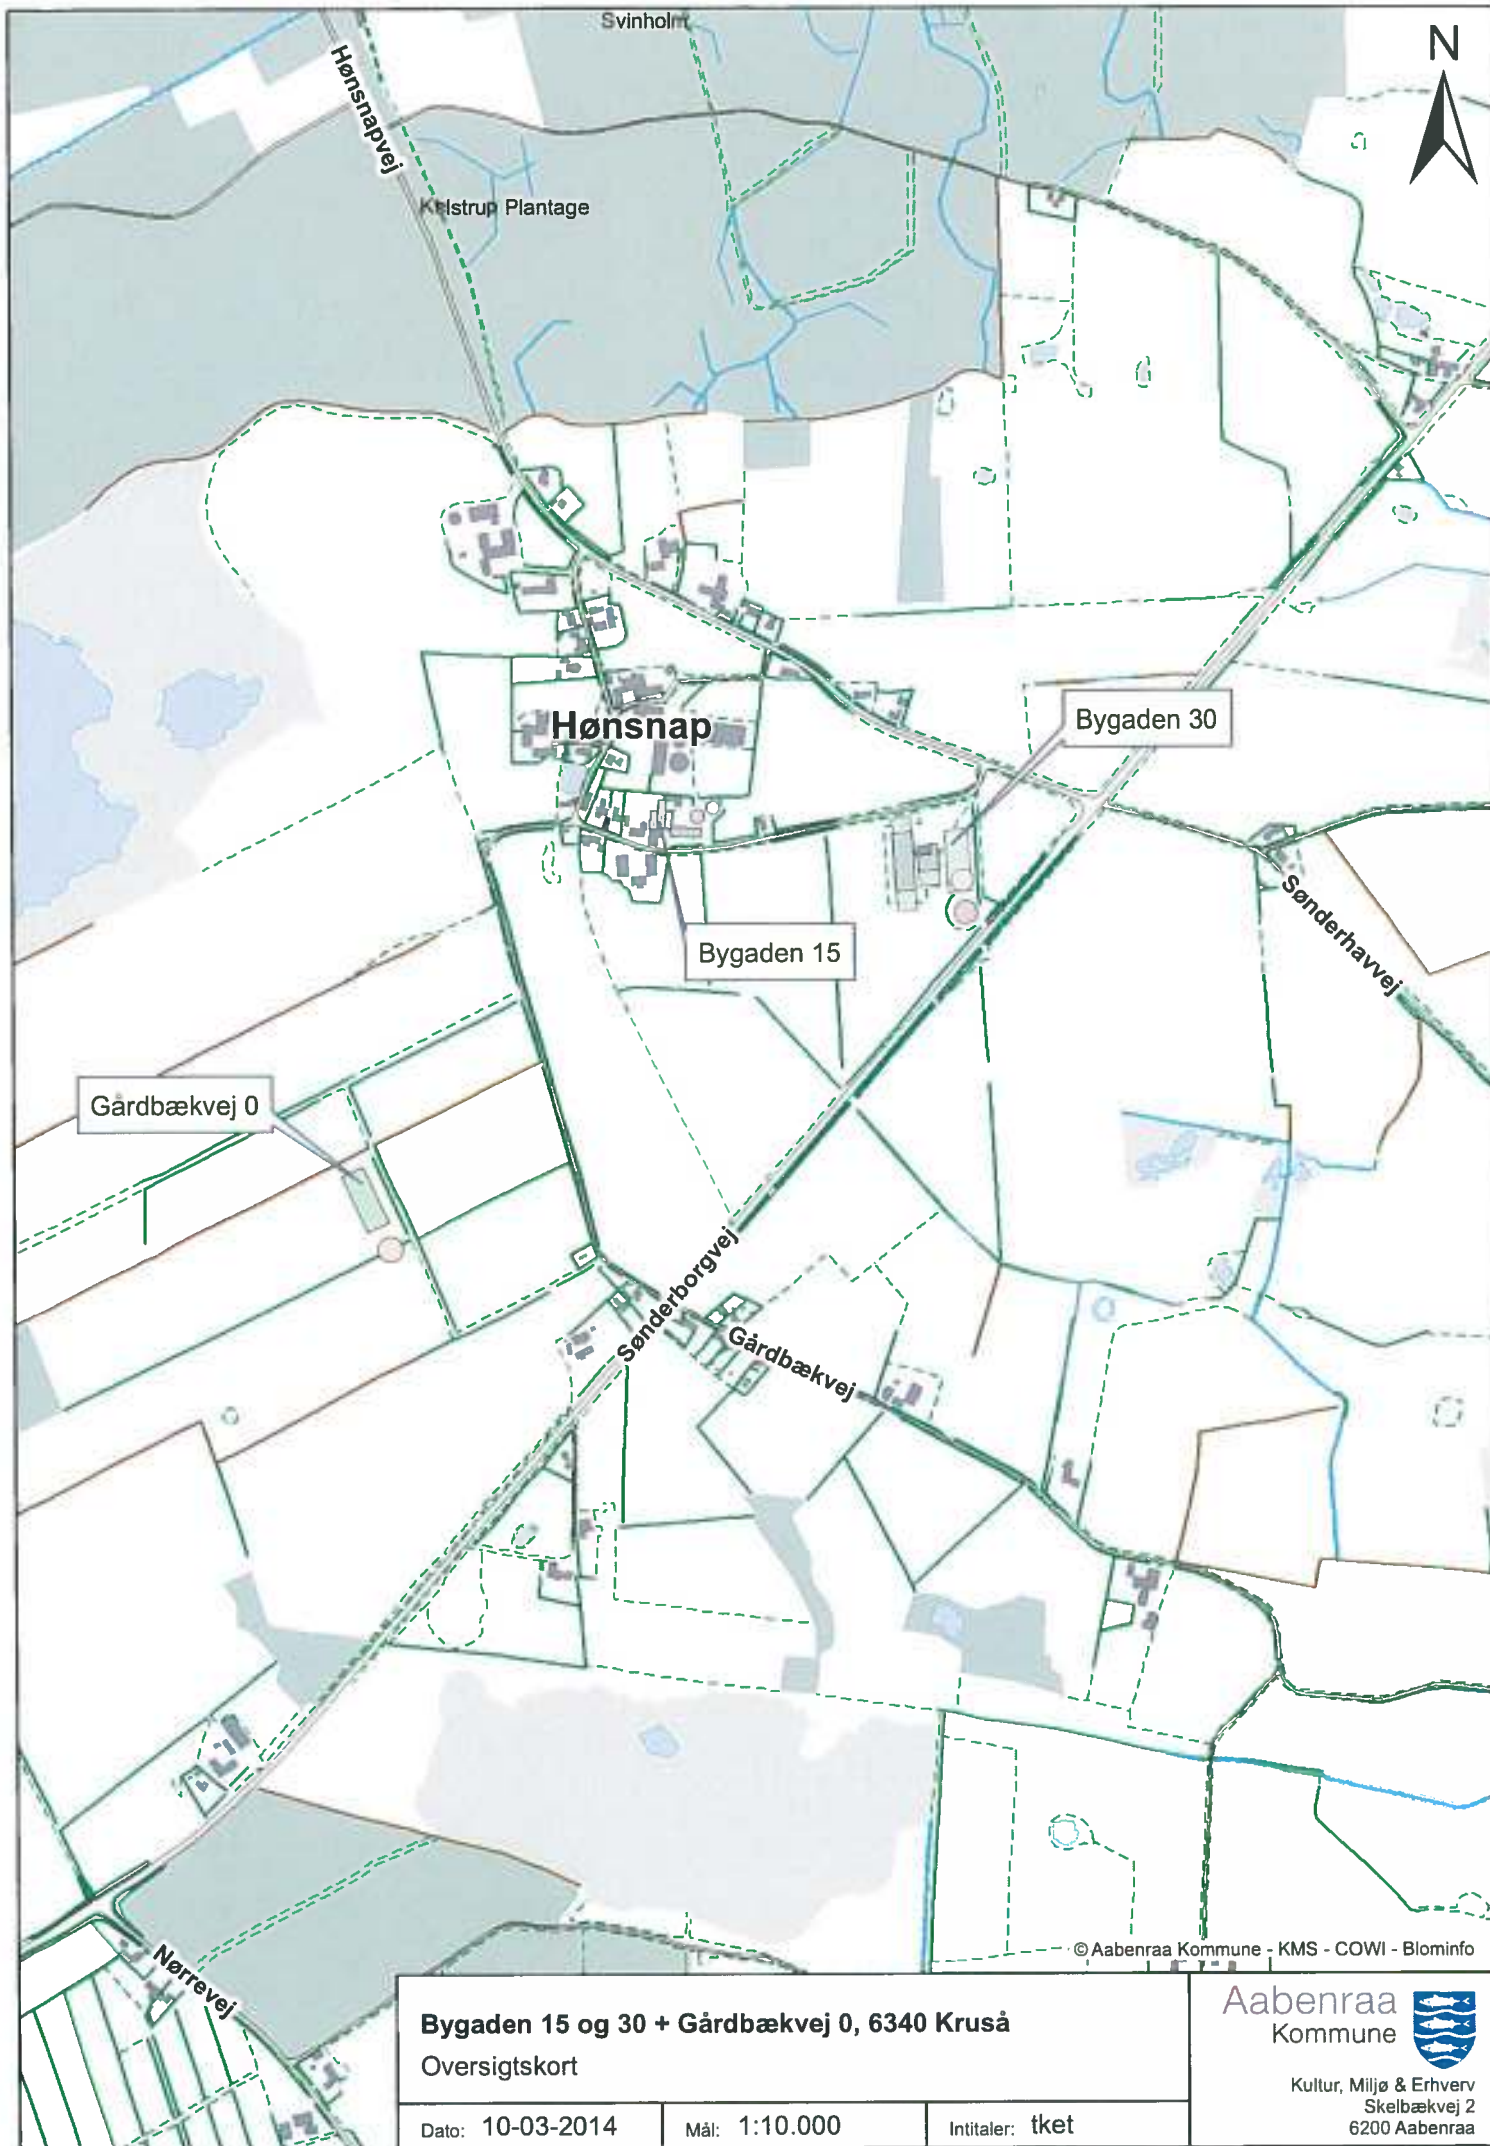 Svinholm
N
Hønsnapvej
Kelstrup Plantage
Hønsnap
Bygaden 30
Sønderhavvej
Bygaden 15
Gårdbækvej 0
Sønderborgvej
Gårdbækvej
Nørrevej
© Aabenraa Kommune - KMS - COWI - Blominfo
Bygaden 15 og 30 + Gårdbækvej 0, 6340 Kruså
Oversigtskort
Dato: 10-03-2014
Mål: 1:10.000
Intitaler: tket
Aabenraa
Kommune
Kultur, Miljø & Erhverv
Skelbækvej 2
6200 Aabenraa